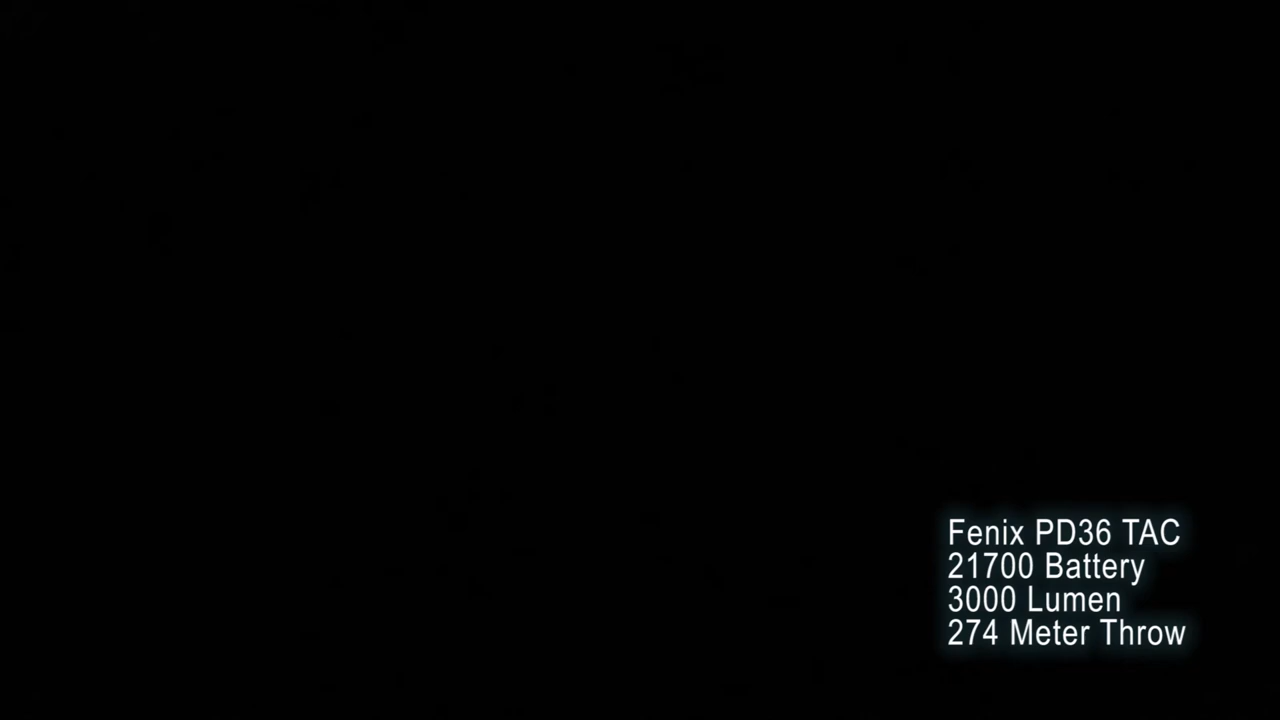 Fenix PD36 TAC
21700 Battery
3000 Lumen
274 Meter Throw